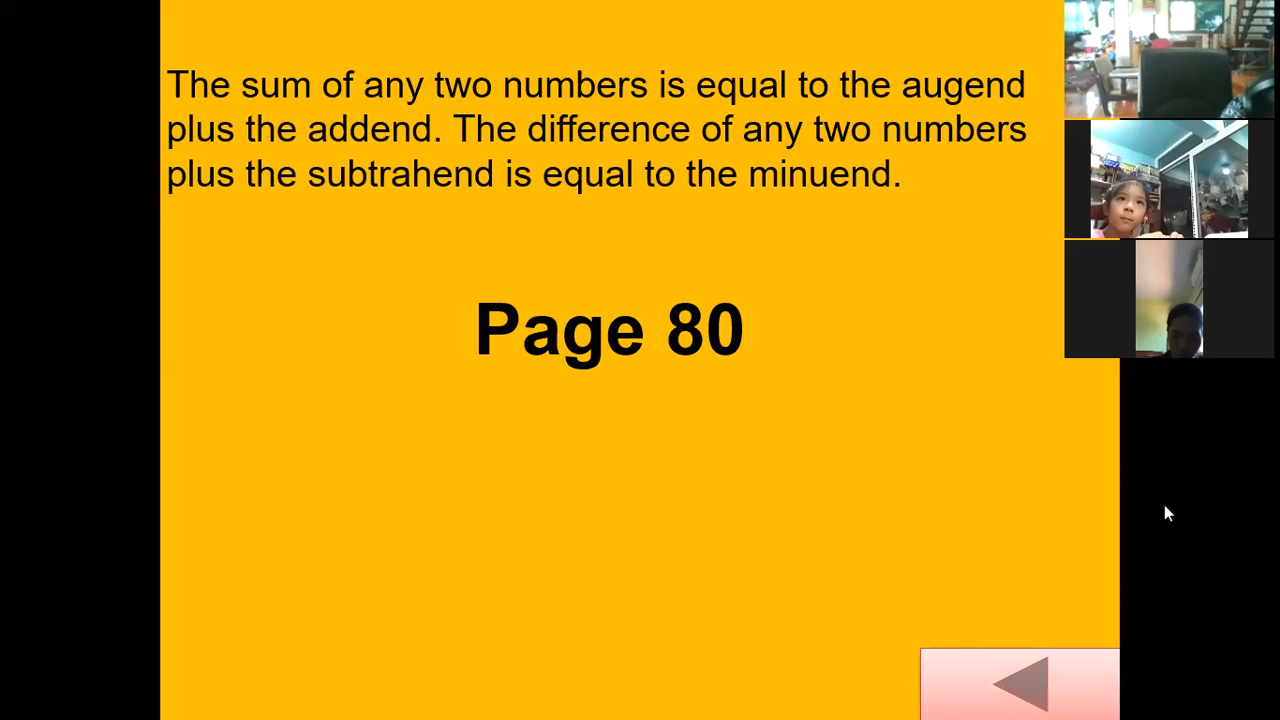 The sum of any two numbers is equal to the augend
plus the addend. The difference of any two numbers
plus the subtrahend is equal to the minuend.
Page 80